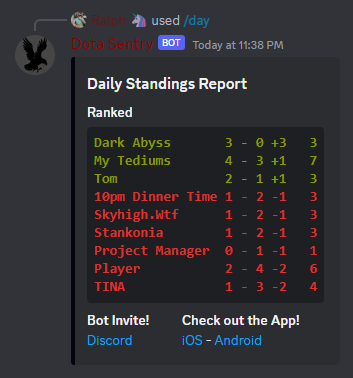 used /day
Dota Sentry BOT Today at 11:38 PM
Daily Standings Report
Ranked
Dark Abyss 3 - 0 +3 3
My Tediums 4 - 3 +1 7
Tom 2 - 1 +1 3
10pm Dinner Time 1 - 2 -1 3
Skyhigh.Wtf 1 - 2 -1 3
Stankonia 1 - 2 -1 3
Project Manager 0 - 1 -1 1
Player 2 - 4 -2 6
TINA 1 - 3 -2 4
Bot Invite! Check out the App!
Discord iOS - Android